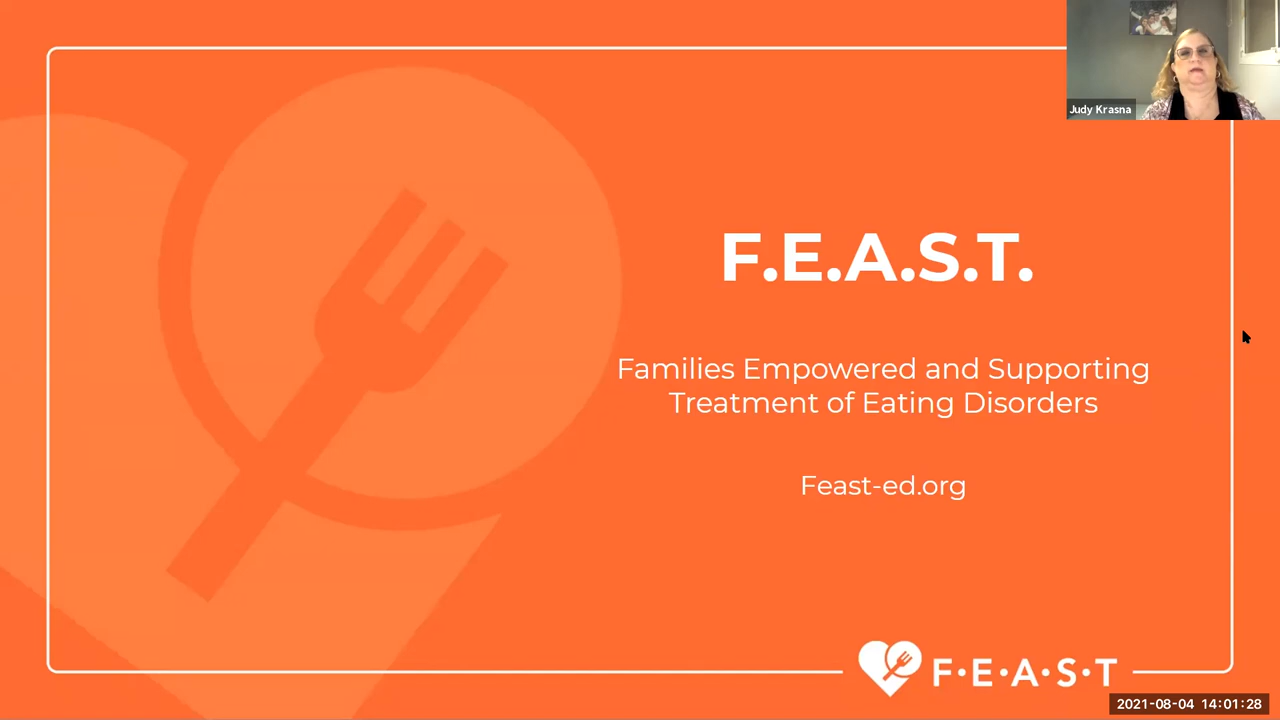 Judy Krasna
F.E.A.S.T.
Families Empowered and Supporting
Treatment of Eating Disorders
Feast-ed.org
F·E·A·S·T
2021-08-04 14:01:28